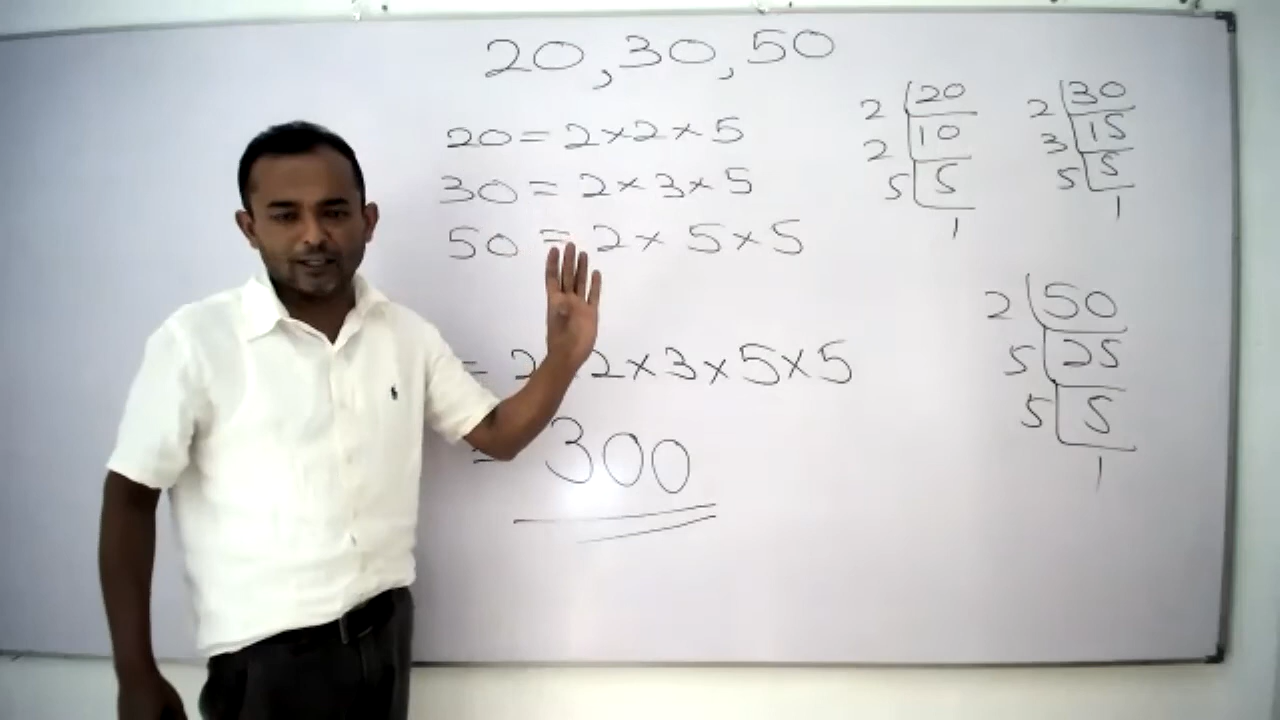 20, 30, 50
20 = 2 × 2 × 5
30 = 2 × 3 × 5
50 = 2 × 5 × 5
= 2 × 2 × 3 × 5 × 5
= 300
2 20
2 10
5 5
1
2 30
3 15
5 5
1
2 50
5 25
5 5
1